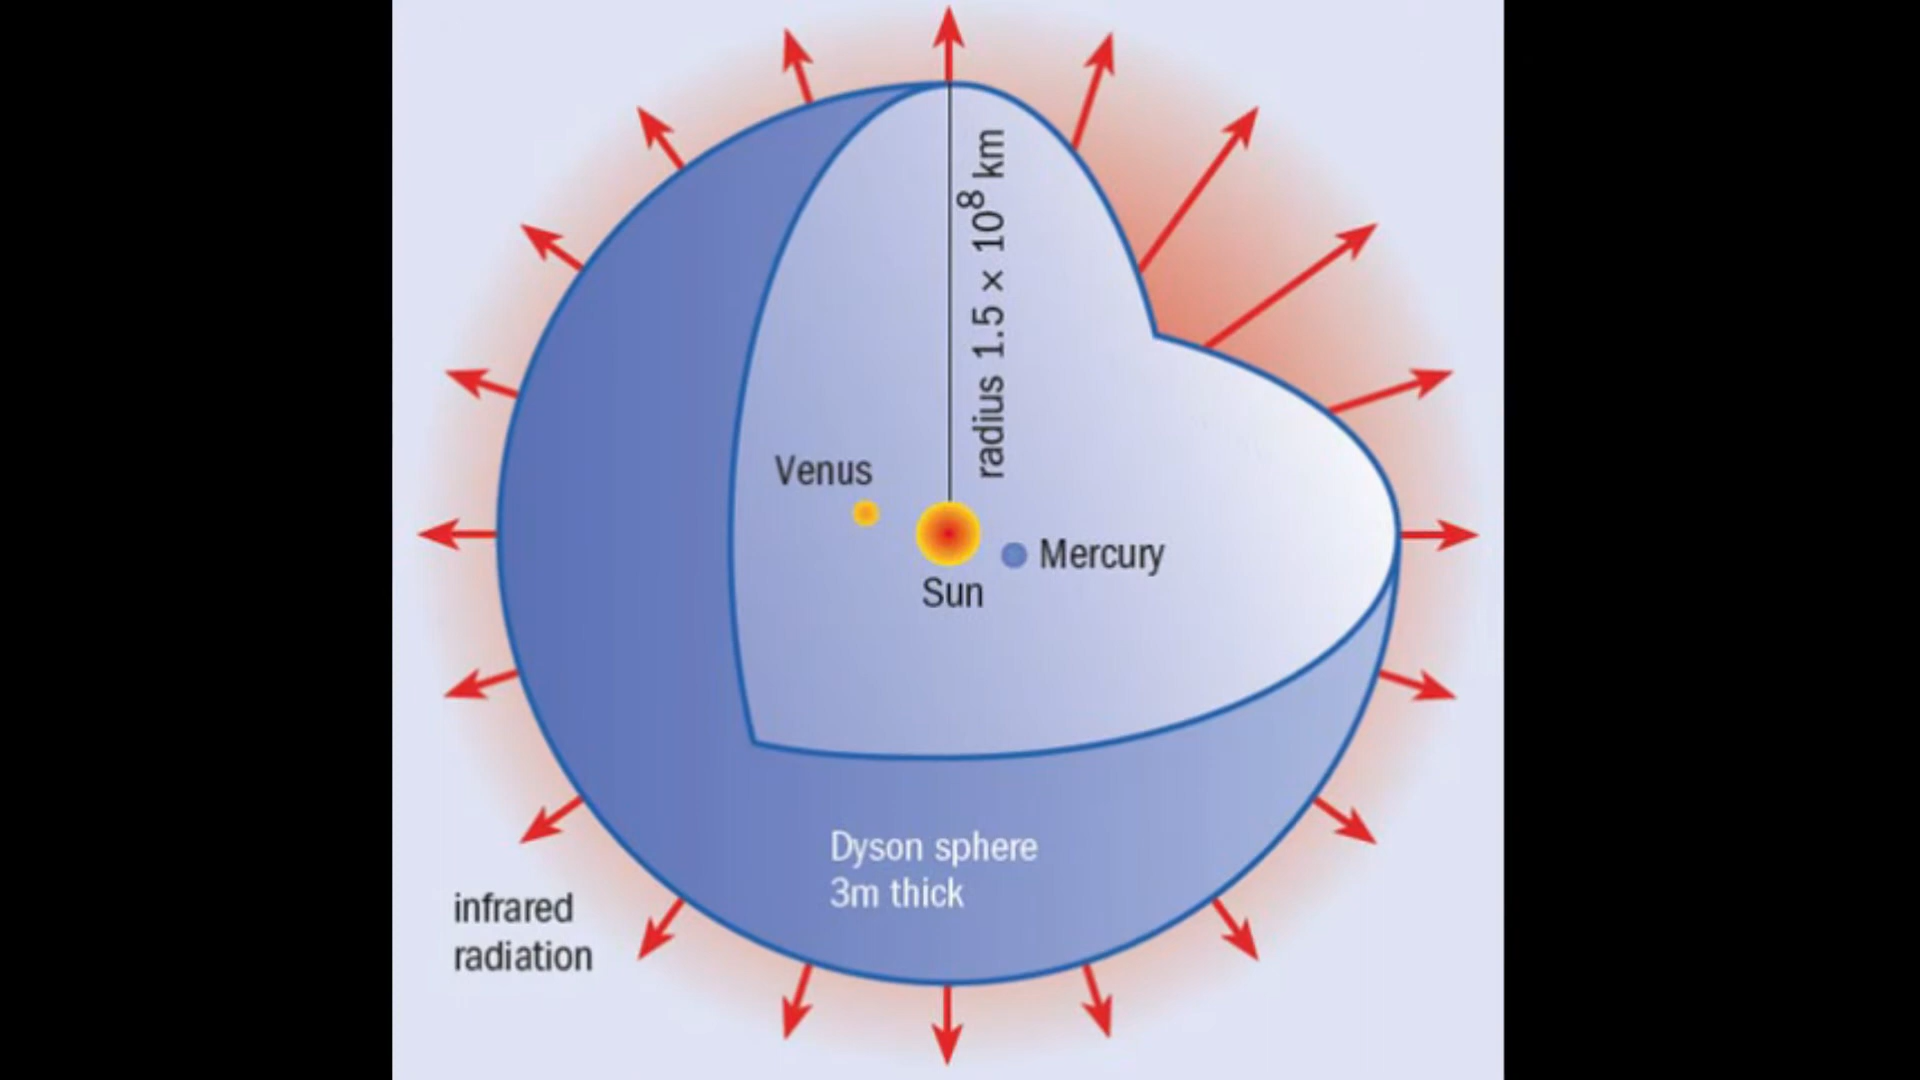 radius 1.5 × 10⁸ km
Venus
Mercury
Sun
Dyson sphere
3m thick
infrared
radiation